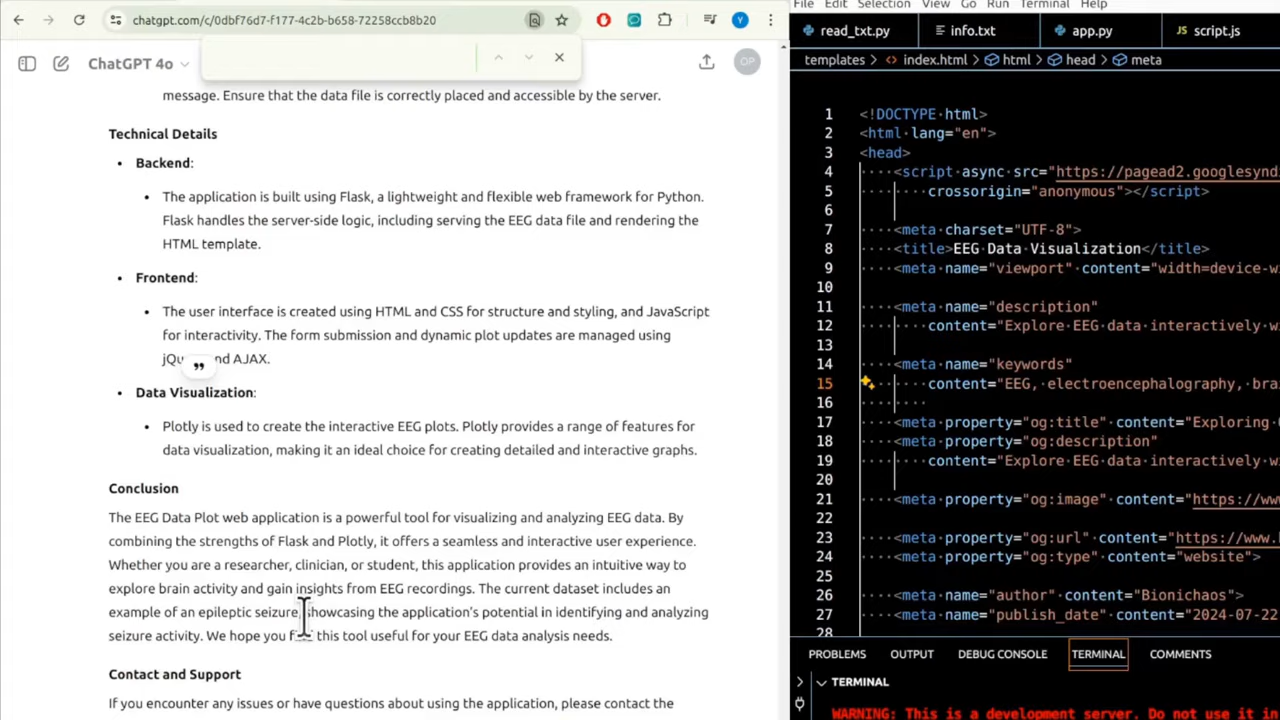 chatgpt.com/c/0dbf76d7-f177-4c2b-b658-72258ccb8b20
Y
ChatGPT 4o
OP
message. Ensure that the data file is correctly placed and accessible by the server.
Technical Details
• Backend:
• The application is built using Flask, a lightweight and flexible web framework for Python.
Flask handles the server-side logic, including serving the EEG data file and rendering the
HTML template.
• Frontend:
• The user interface is created using HTML and CSS for structure and styling, and JavaScript
for interactivity. The form submission and dynamic plot updates are managed using
and AJAX.
• Data Visualization:
• Plotly is used to create the interactive EEG plots. Plotly provides a range of features for
data visualization, making it an ideal choice for creating detailed and interactive graphs.
Conclusion
The EEG Data Plot web application is a powerful tool for visualizing and analyzing EEG data. By
combining the strengths of Flask and Plotly, it offers a seamless and interactive user experience.
Whether you are a researcher, clinician, or student, this application provides an intuitive way to
explore brain activity and gain insights from EEG recordings. The current dataset includes an
example of an epileptic seizure, showcasing the application's potential in identifying and analyzing
seizure activity. We hope you this tool useful for your EEG data analysis needs.
Contact and Support
If you encounter any issues or have questions about using the application, please contact the
File Edit Selection View Go Run Terminal Help
read_txt.py info.txt app.py script.js
templates > index.html > html > head > meta
1 <!DOCTYPE html>
2 <html lang="en">
3 <head>
4 <script async src="https://pagead2.googlesyndi
5 crossorigin="anonymous"></script>
6
7 <meta charset="UTF-8">
8 <title>EEG Data Visualization</title>
9 <meta name="viewport" content="width=device-wi
10
11 <meta name="description"
12 content="Explore EEG data interactively wi
13
14 <meta name="keywords"
15 content="EEG, electroencephalography, brai
16
17 <meta property="og:title" content="Exploring
18 <meta property="og:description"
19 content="Explore EEG data interactively wi
20
21 <meta property="og:image" content="https://www
22
23 <meta property="og:url" content="https://www.
24 <meta property="og:type" content="website">
25
26 <meta name="author" content="Bionichaos">
27 <meta name="publish_date" content="2024-07-22
28
PROBLEMS OUTPUT DEBUG CONSOLE TERMINAL COMMENTS
TERMINAL
WARNING: This is a development server. Do not use it in